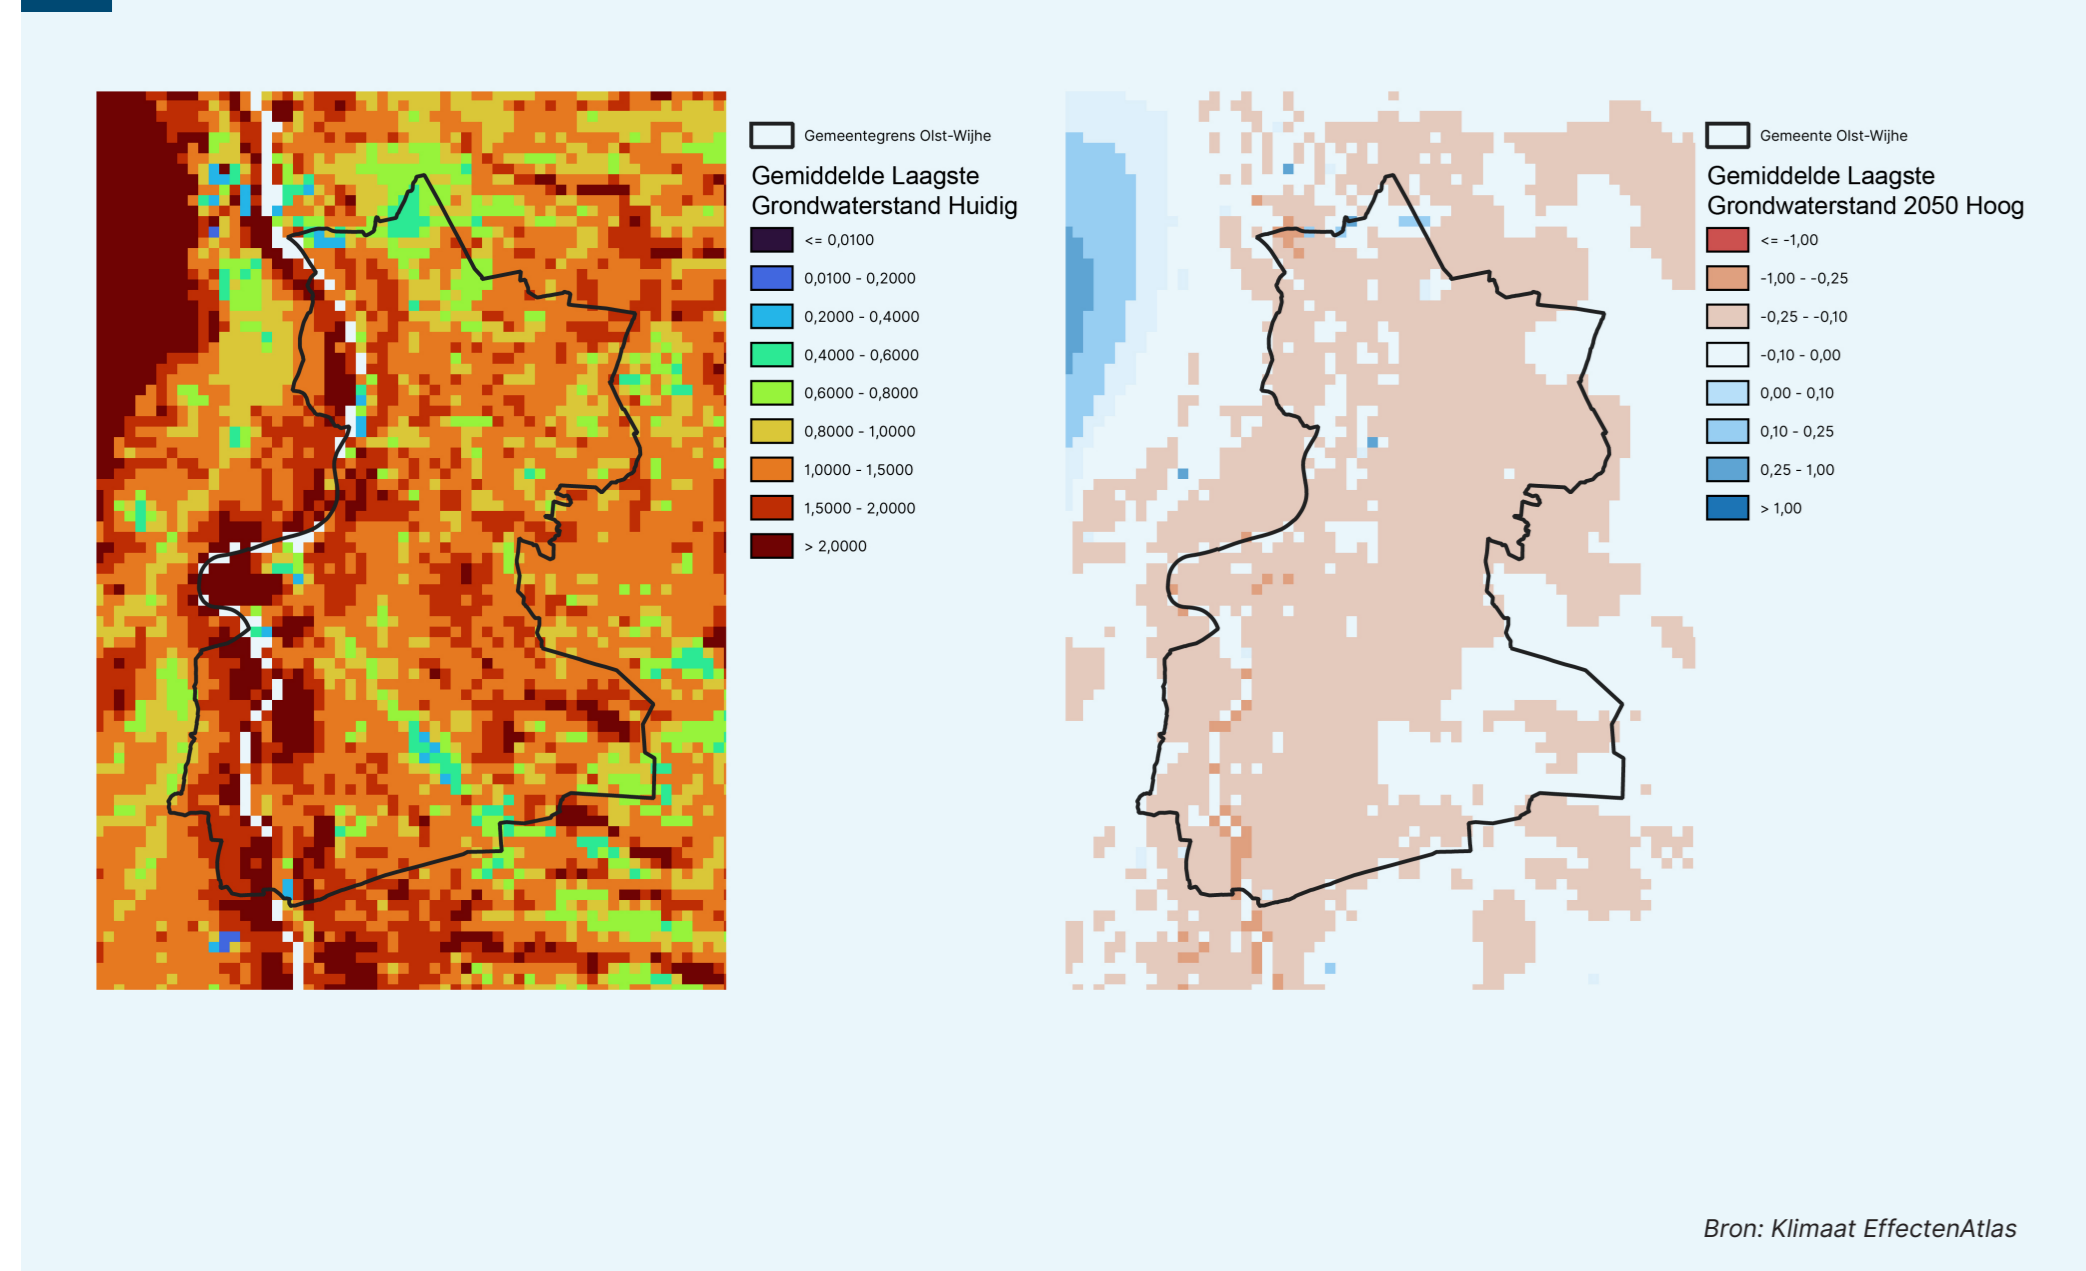 Gemeentegrens Olst-Wijhe
Gemiddelde Laagste
Grondwaterstand Huidig
<= 0,0100
0,0100 - 0,2000
0,2000 - 0,4000
0,4000 - 0,6000
0,6000 - 0,8000
0,8000 - 1,0000
1,0000 - 1,5000
1,5000 - 2,0000
> 2,0000
Gemeente Olst-Wijhe
Gemiddelde Laagste
Grondwaterstand 2050 Hoog
<= -1,00
-1,00 - -0,25
-0,25 - -0,10
-0,10 - 0,00
0,00 - 0,10
0,10 - 0,25
0,25 - 1,00
> 1,00
Bron: Klimaat EffectenAtlas